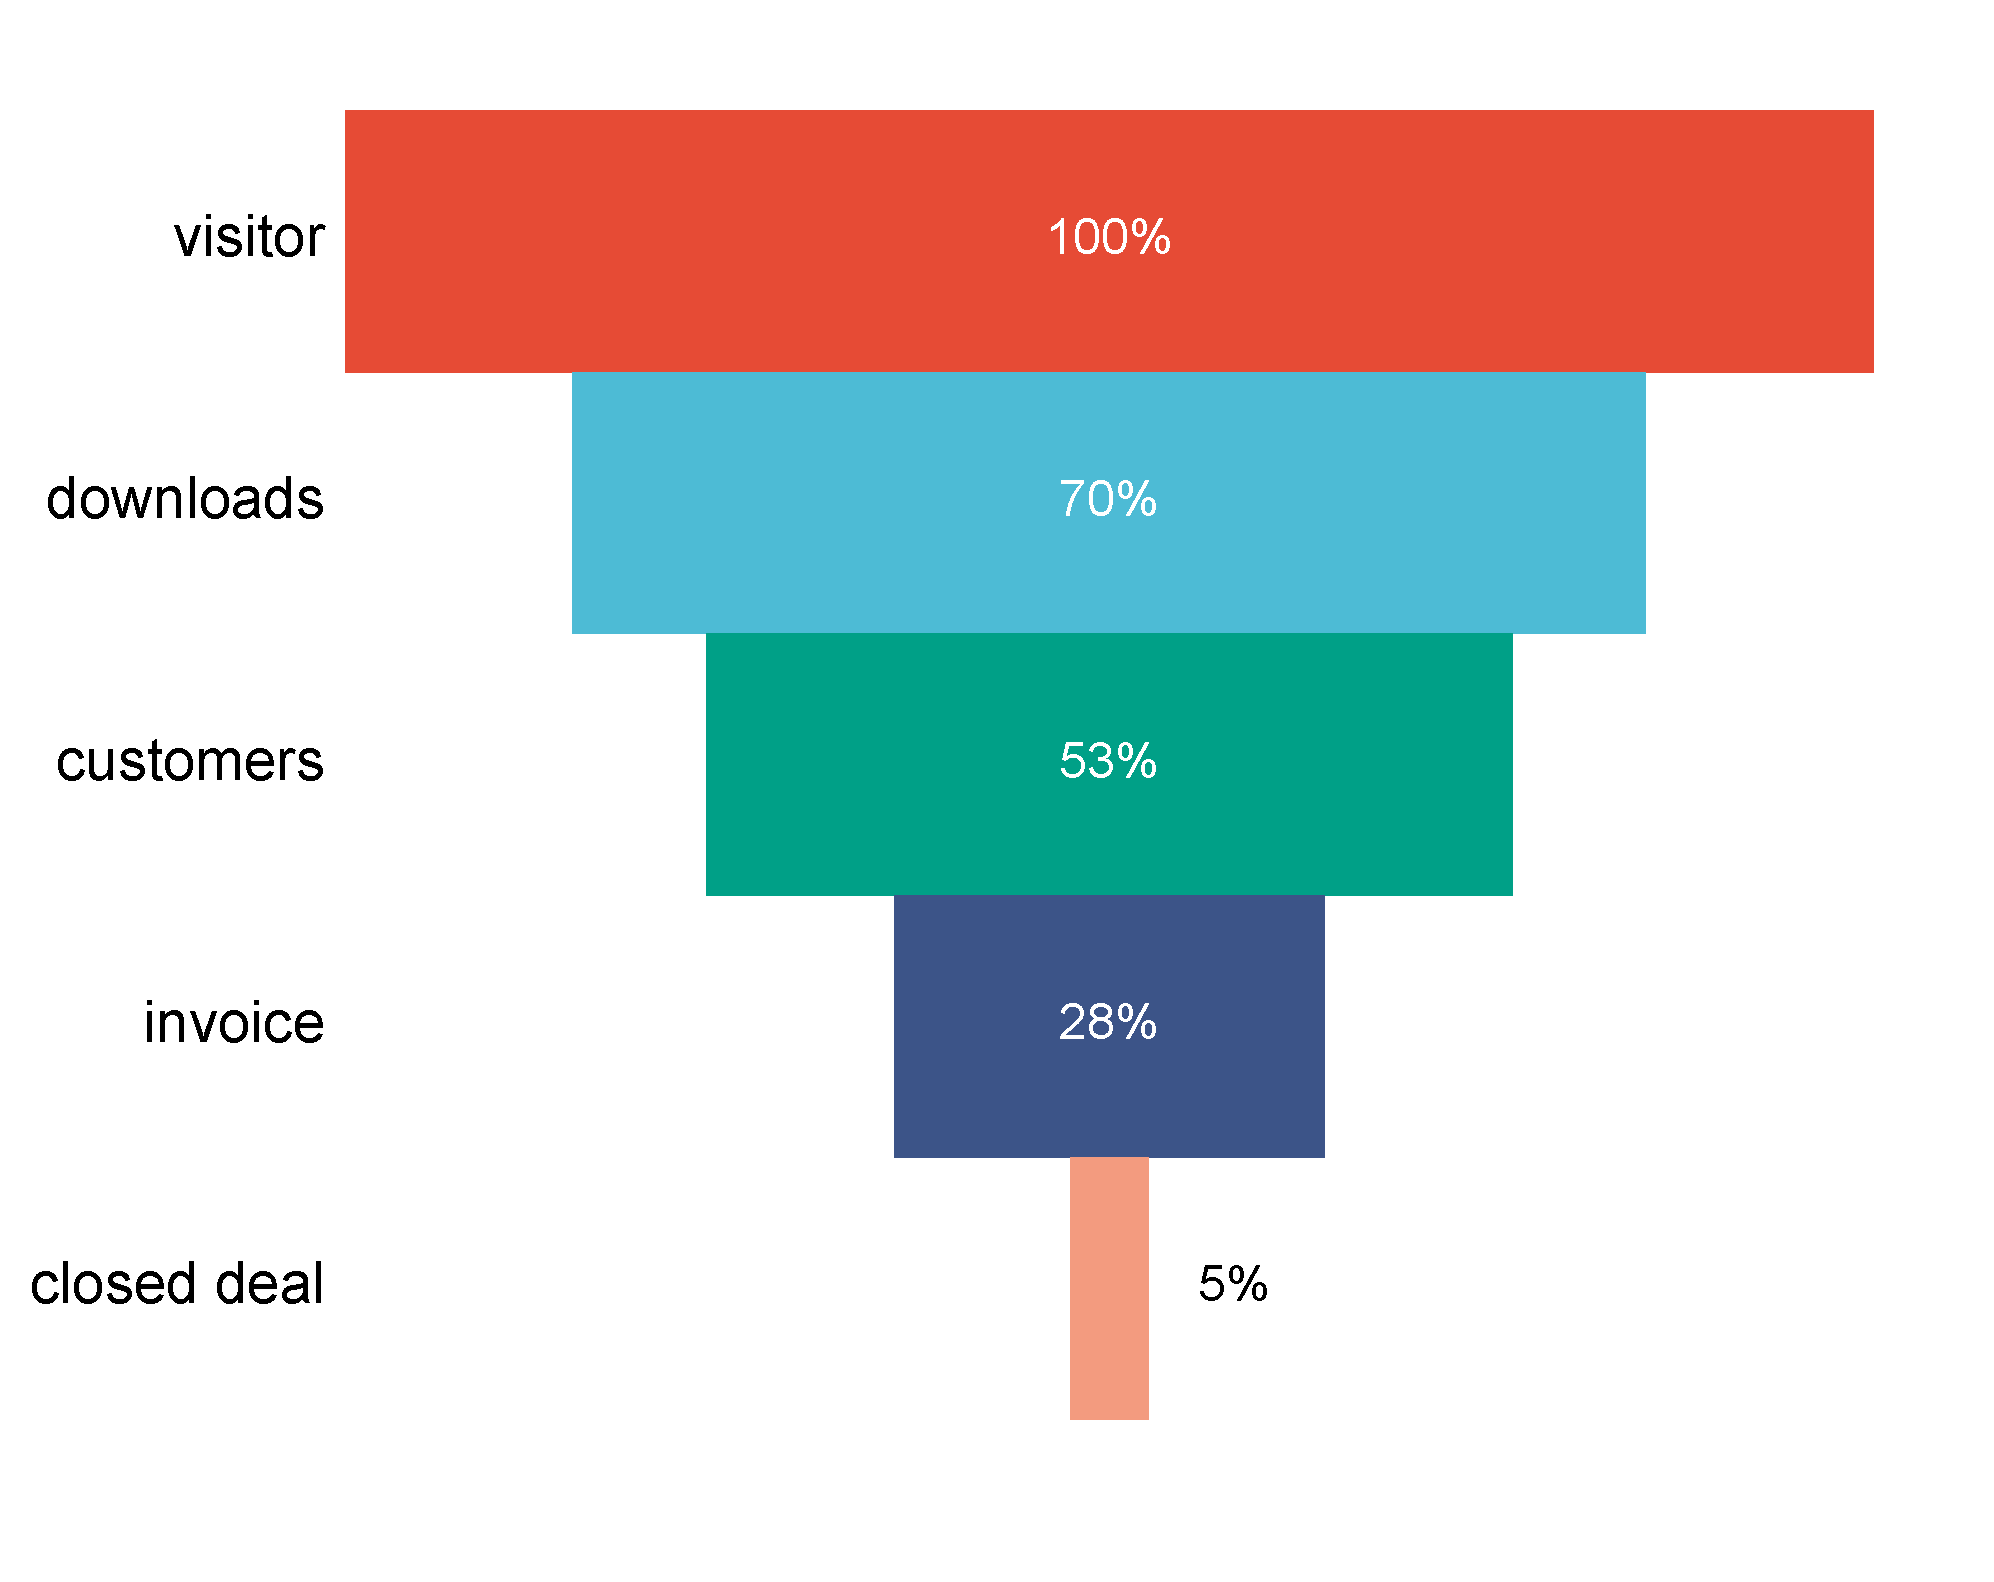 visitor 100%
downloads 70%
customers 53%
invoice 28%
closed deal 5%